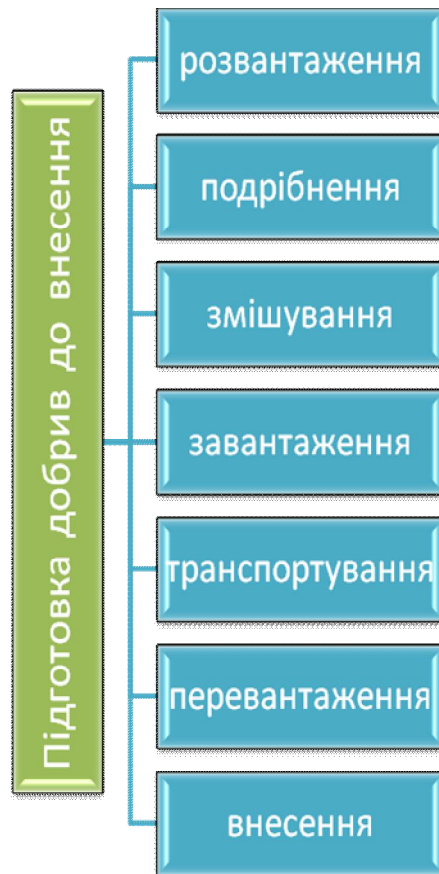 Підготовка добрив до внесення
розвантаження
подрібнення
змішування
завантаження
транспортування
перевантаження
внесення